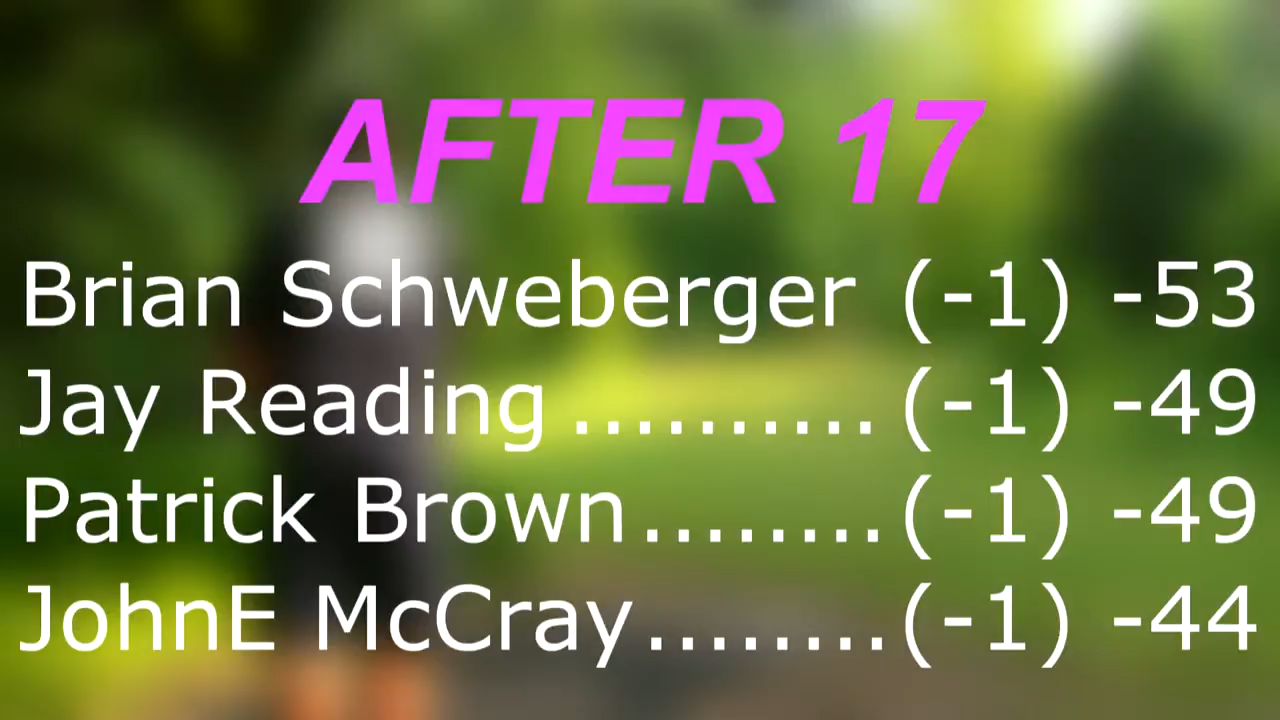 AFTER 17
Brian Schweberger (-1) -53
Jay Reading .......... (-1) -49
Patrick Brown ........ (-1) -49
JohnE McCray ........ (-1) -44